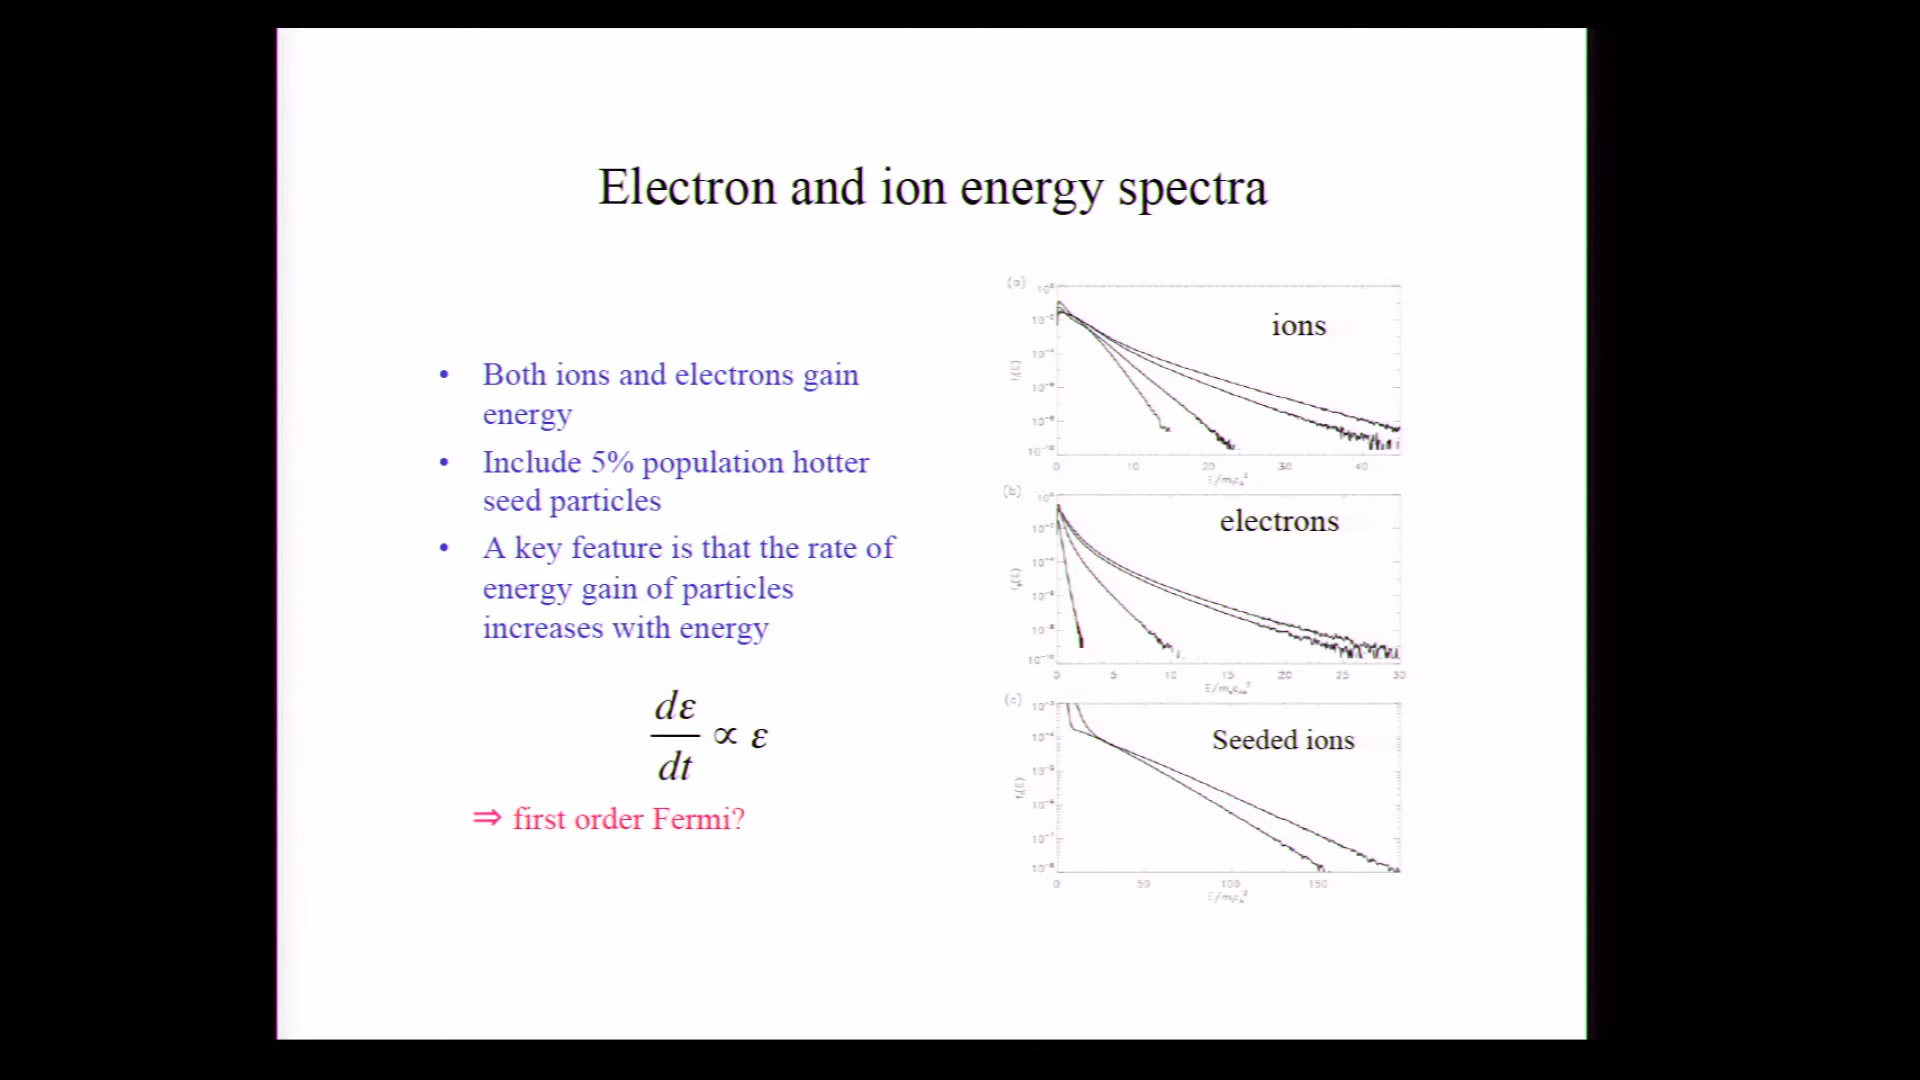 Electron and ion energy spectra
• Both ions and electrons gain
energy
• Include 5% population hotter
seed particles
• A key feature is that the rate of
energy gain of particles
increases with energy
dε
dt
∝ ε
⇒ first order Fermi?
(a)
ions
0 10 20 30 40
(b)
electrons
0 5 10 15 20 25 30
(c)
Seeded ions
0 50 100 150